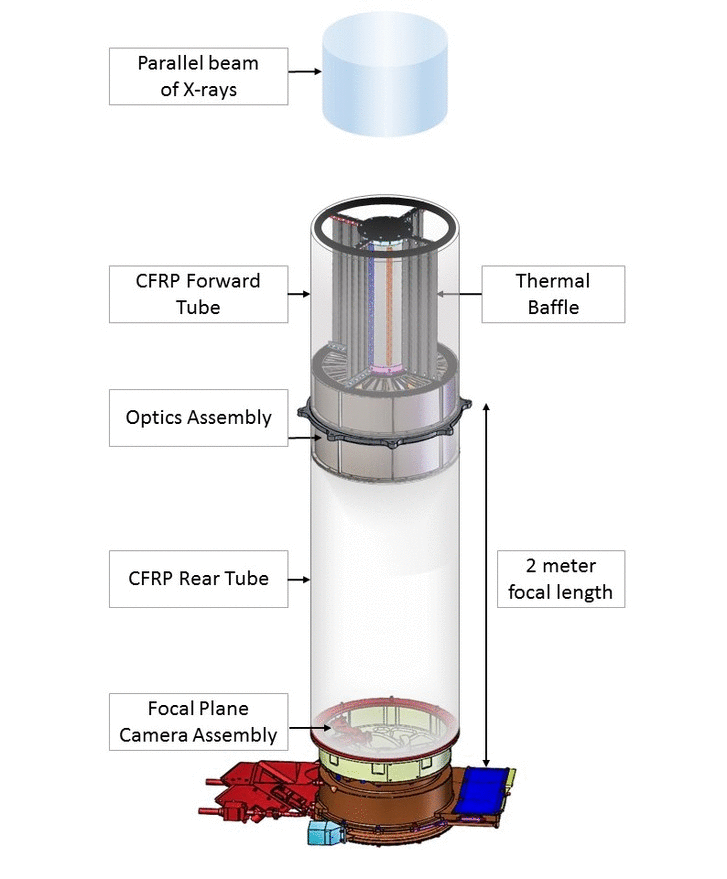 Parallel beam
of X-rays
CFRP Forward
Tube
Thermal
Baffle
Optics Assembly
CFRP Rear Tube
2 meter
focal length
Focal Plane
Camera Assembly